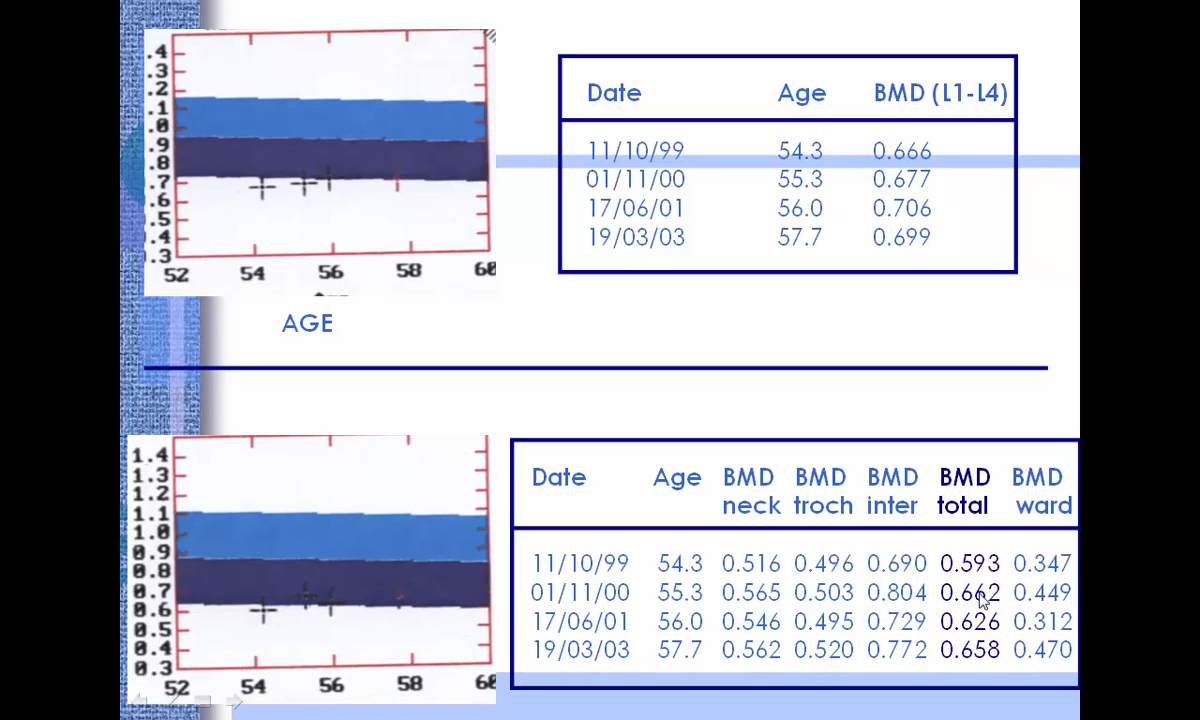 .4
.3
.2
.1
.0
.9
.8
.7
.6
.5
.4
.3
52 54 56 58 60
AGE
Date Age BMD (L1-L4)
11/10/99 54.3 0.666
01/11/00 55.3 0.677
17/06/01 56.0 0.706
19/03/03 57.7 0.699
1.4
1.3
1.2
1.1
1.0
0.9
0.8
0.7
0.6
0.5
0.4
0.3
52 54 56 58
Date Age BMD neck BMD troch BMD inter BMD total BMD ward
11/10/99 54.3 0.516 0.496 0.690 0.593 0.347
01/11/00 55.3 0.565 0.503 0.804 0.662 0.449
17/06/01 56.0 0.546 0.495 0.729 0.626 0.312
19/03/03 57.7 0.562 0.520 0.772 0.658 0.470